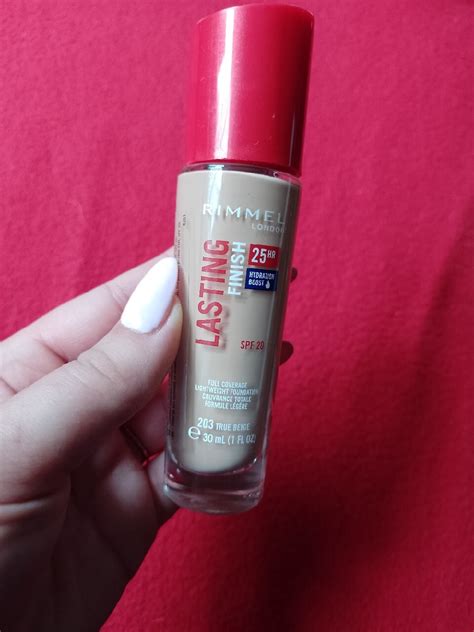 RIMMEL
LONDON
LASTING
FINISH
25HR
HYDRATION
BOOST
SPF 20
FULL COVERAGE
LIGHTWEIGHT FOUNDATION
COUVRANCE TOTALE
FORMULE LÉGÈRE
203 TRUE BEIGE
℮ 30 mL (1 FL OZ)